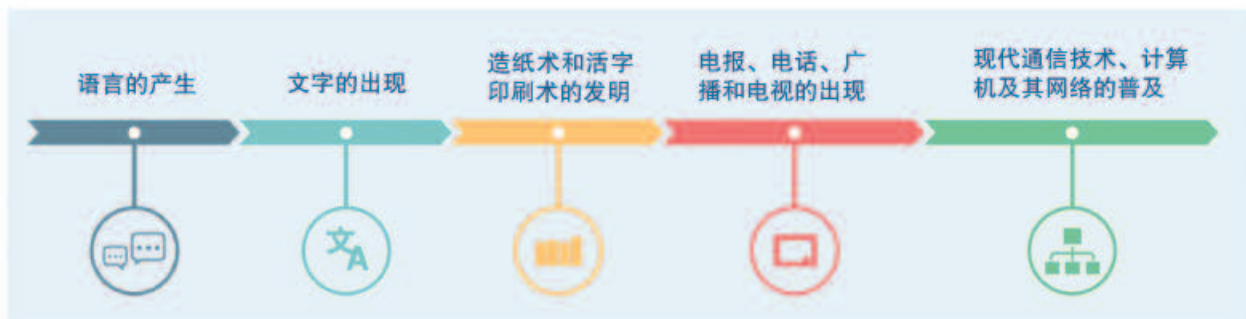 语言的产生
文字的出现
造纸术和活字
印刷术的发明
电报、电话、广
播和电视的出现
现代通信技术、计算
机及其网络的普及
文A